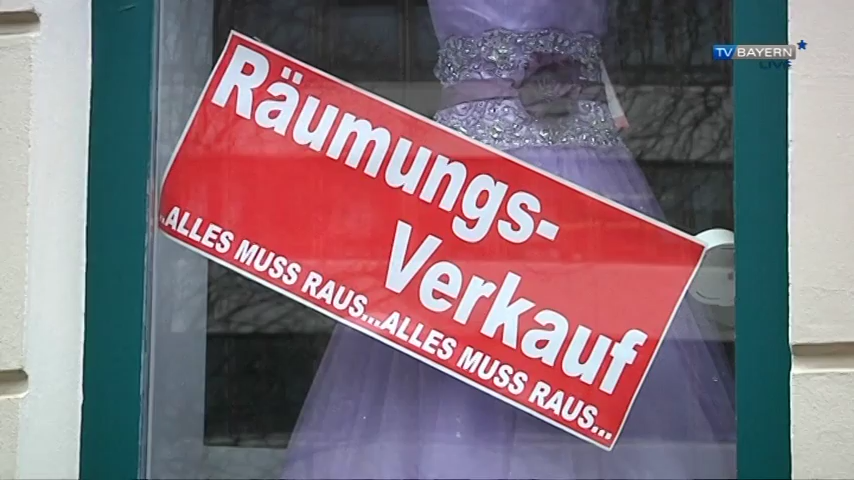 TV BAYERN
LIVE
Räumungs-
Verkauf
...ALLES MUSS RAUS...ALLES MUSS RAUS...